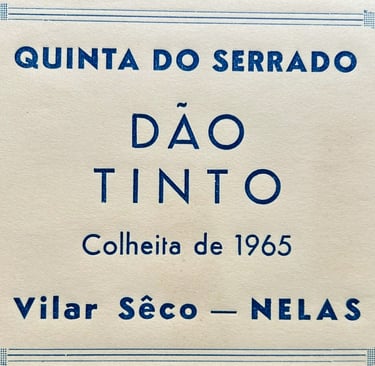 QUINTA DO SERRADO
DÃO
TINTO
Colheita de 1965
Vilar Sêco — NELAS